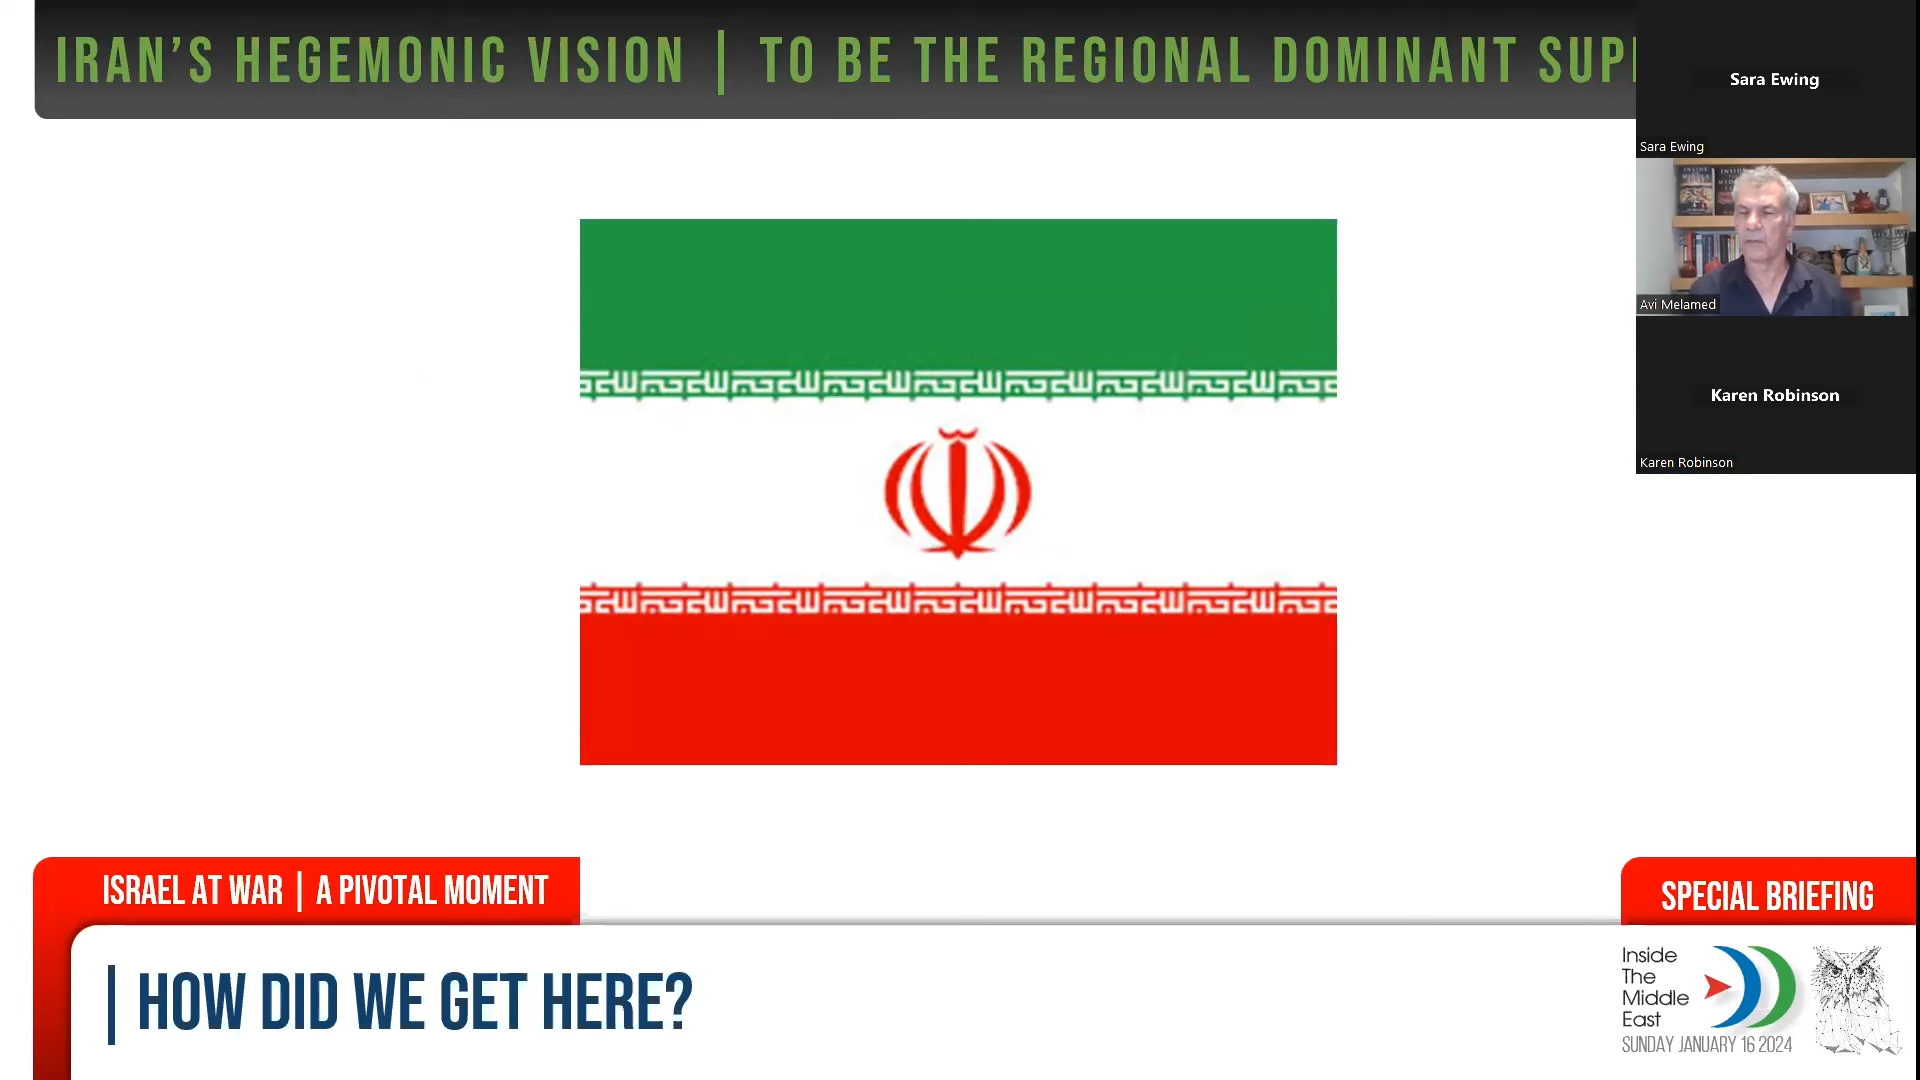 IRAN’S HEGEMONIC VISION | TO BE THE REGIONAL DOMINANT SUP
Sara Ewing
Sara Ewing
Avi Melamed
Karen Robinson
Karen Robinson
ISRAEL AT WAR | A PIVOTAL MOMENT
SPECIAL BRIEFING
| HOW DID WE GET HERE?
Inside
The
Middle
East
SUNDAY JANUARY 16 2024